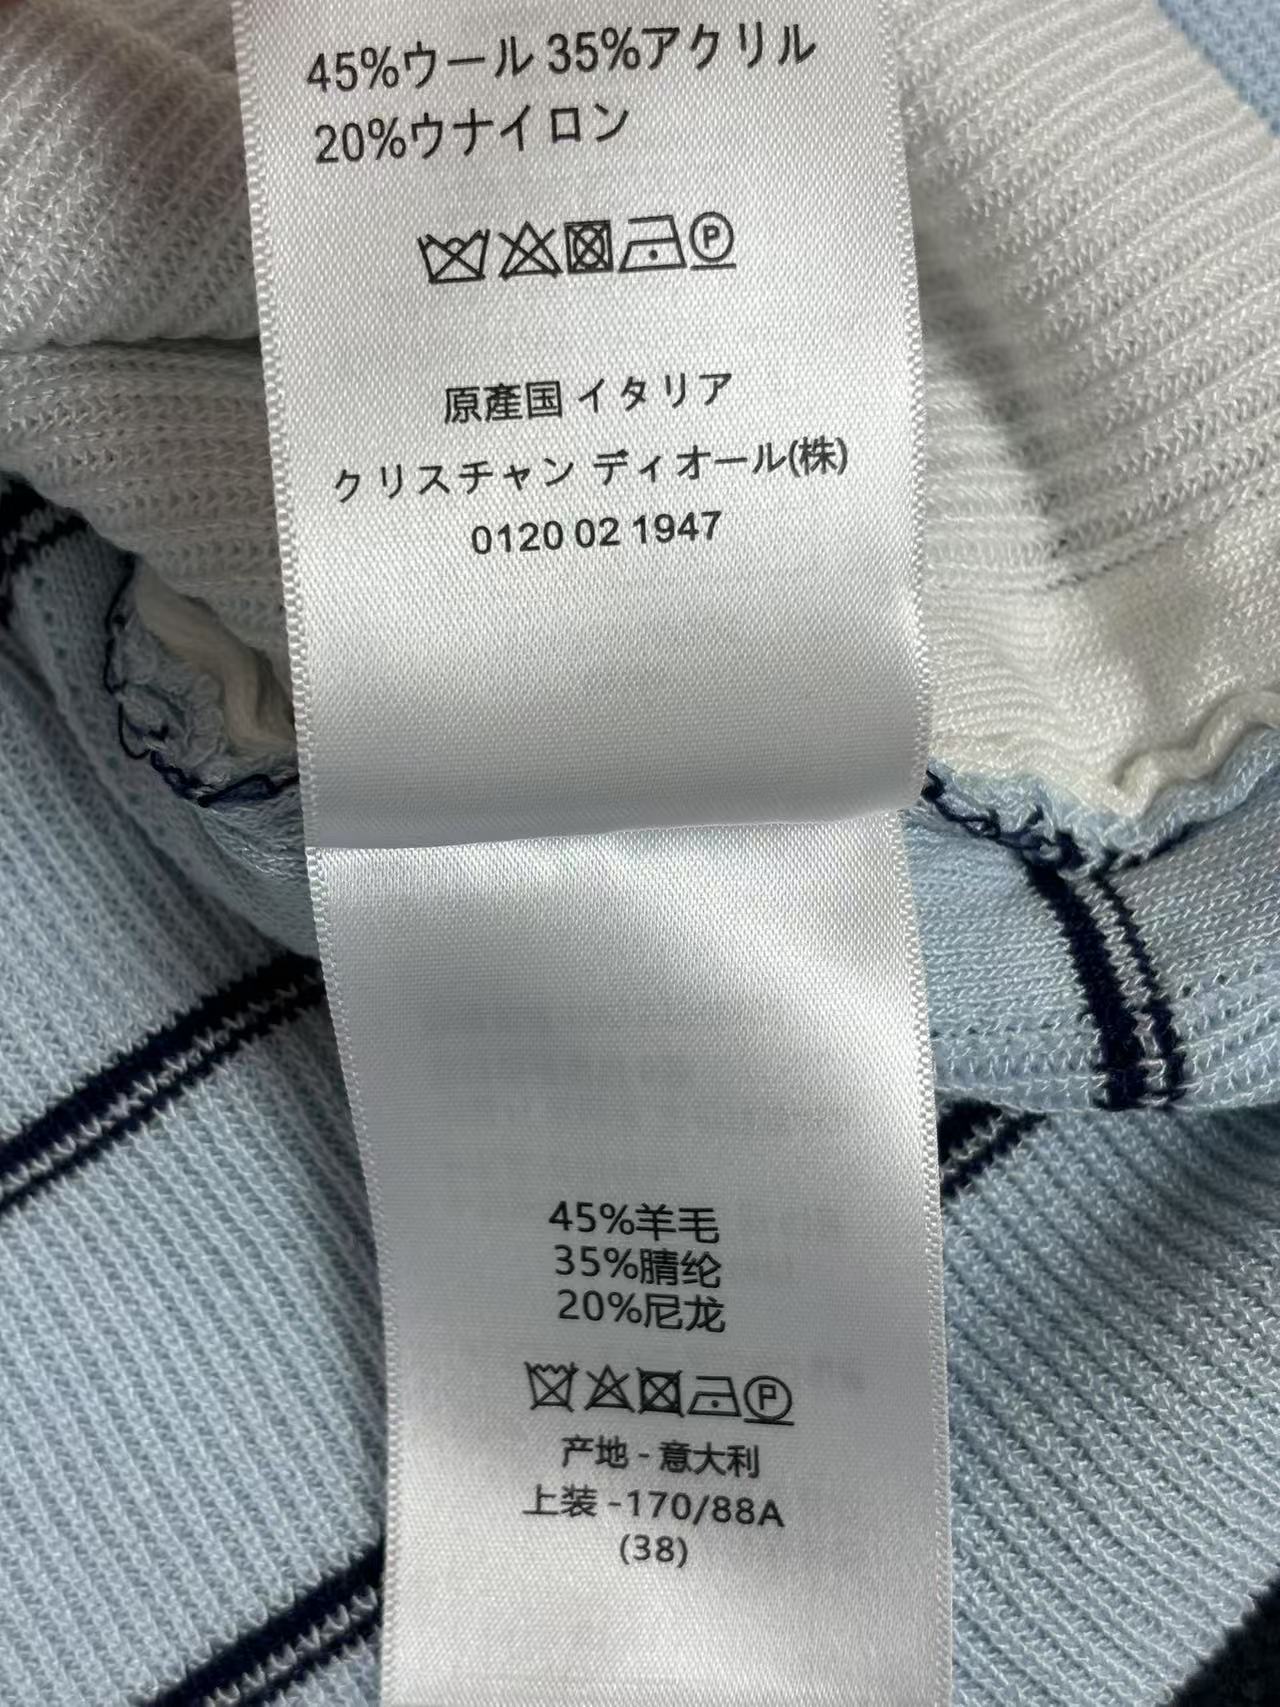 45%ウール 35%アクリル
20%ウナイロン
P
原產国 イタリア
クリスチャン ディオール(株)
0120 02 1947
45%羊毛
35%腈纶
20%尼龙
P
产地 - 意大利
上装 -170/88A
(38)